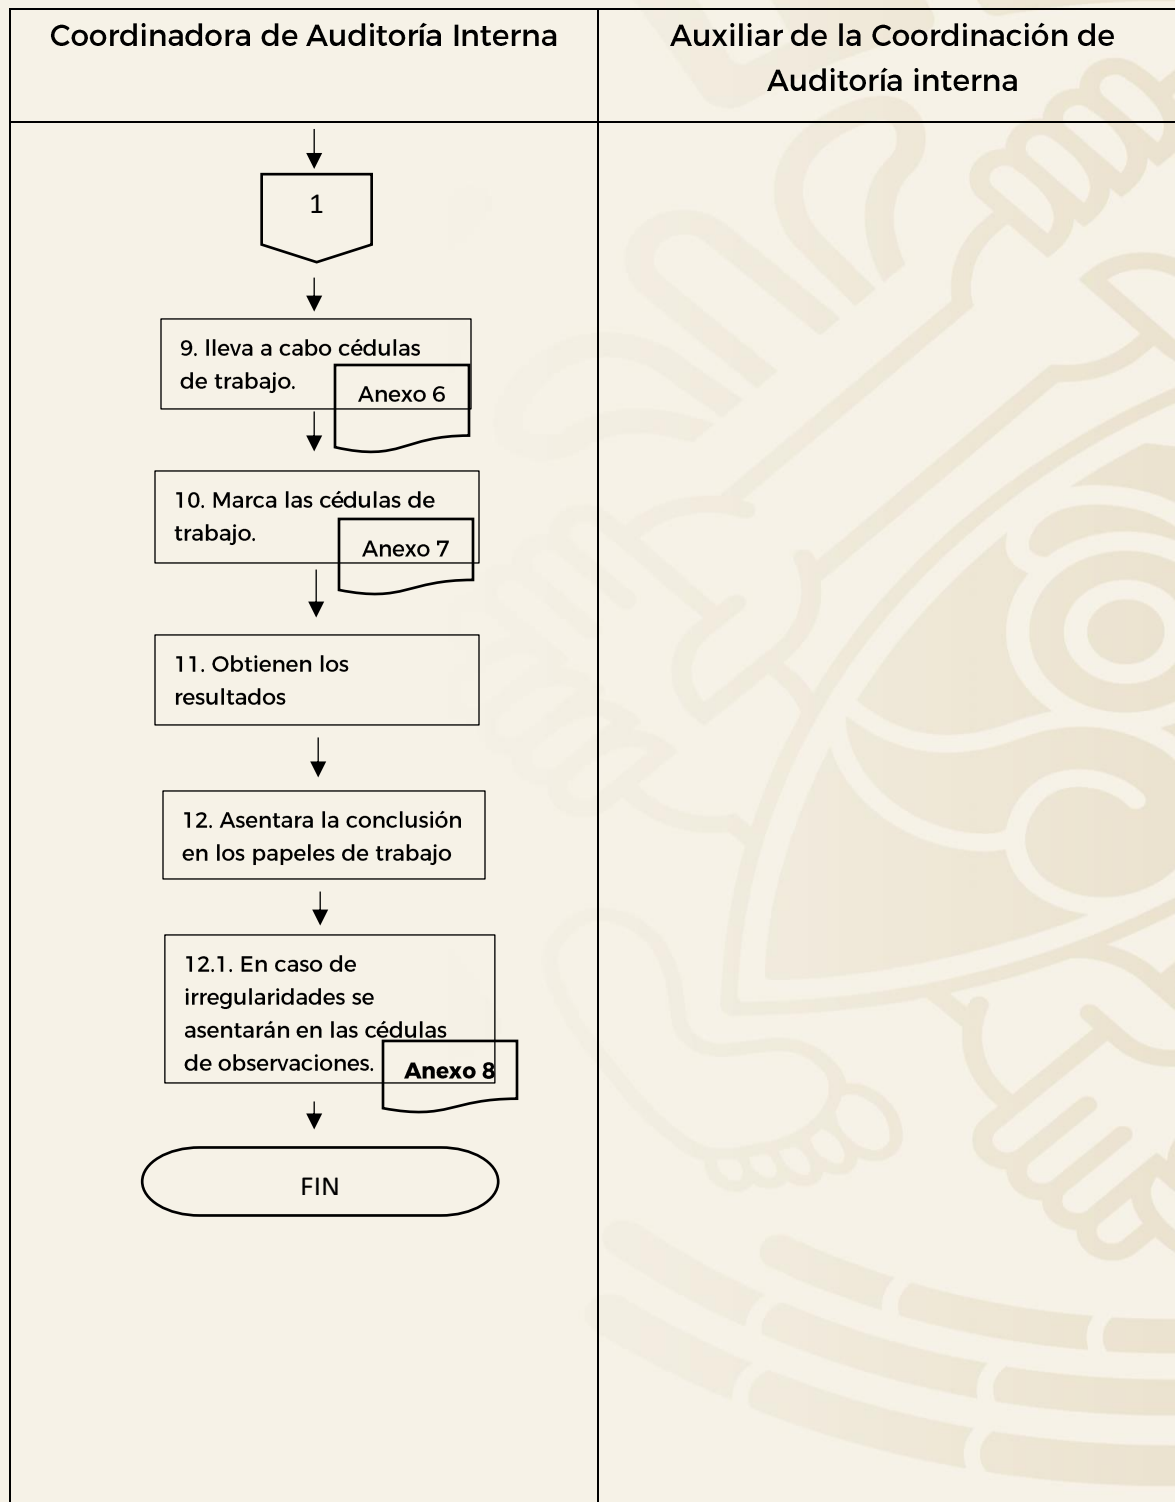 Coordinadora de Auditoría Interna
Auxiliar de la Coordinación de
Auditoría interna
1
9. lleva a cabo cédulas
de trabajo.
Anexo 6
10. Marca las cédulas de
trabajo.
Anexo 7
11. Obtienen los
resultados
12. Asentara la conclusión
en los papeles de trabajo
12.1. En caso de
irregularidades se
asentarán en las cédulas
de observaciones.
Anexo 8
FIN